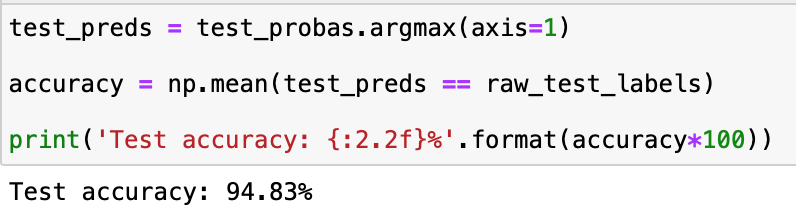 test_preds = test_probas.argmax(axis=1)
accuracy = np.mean(test_preds == raw_test_labels)
print('Test accuracy: {:2.2f}%'.format(accuracy*100))
Test accuracy: 94.83%